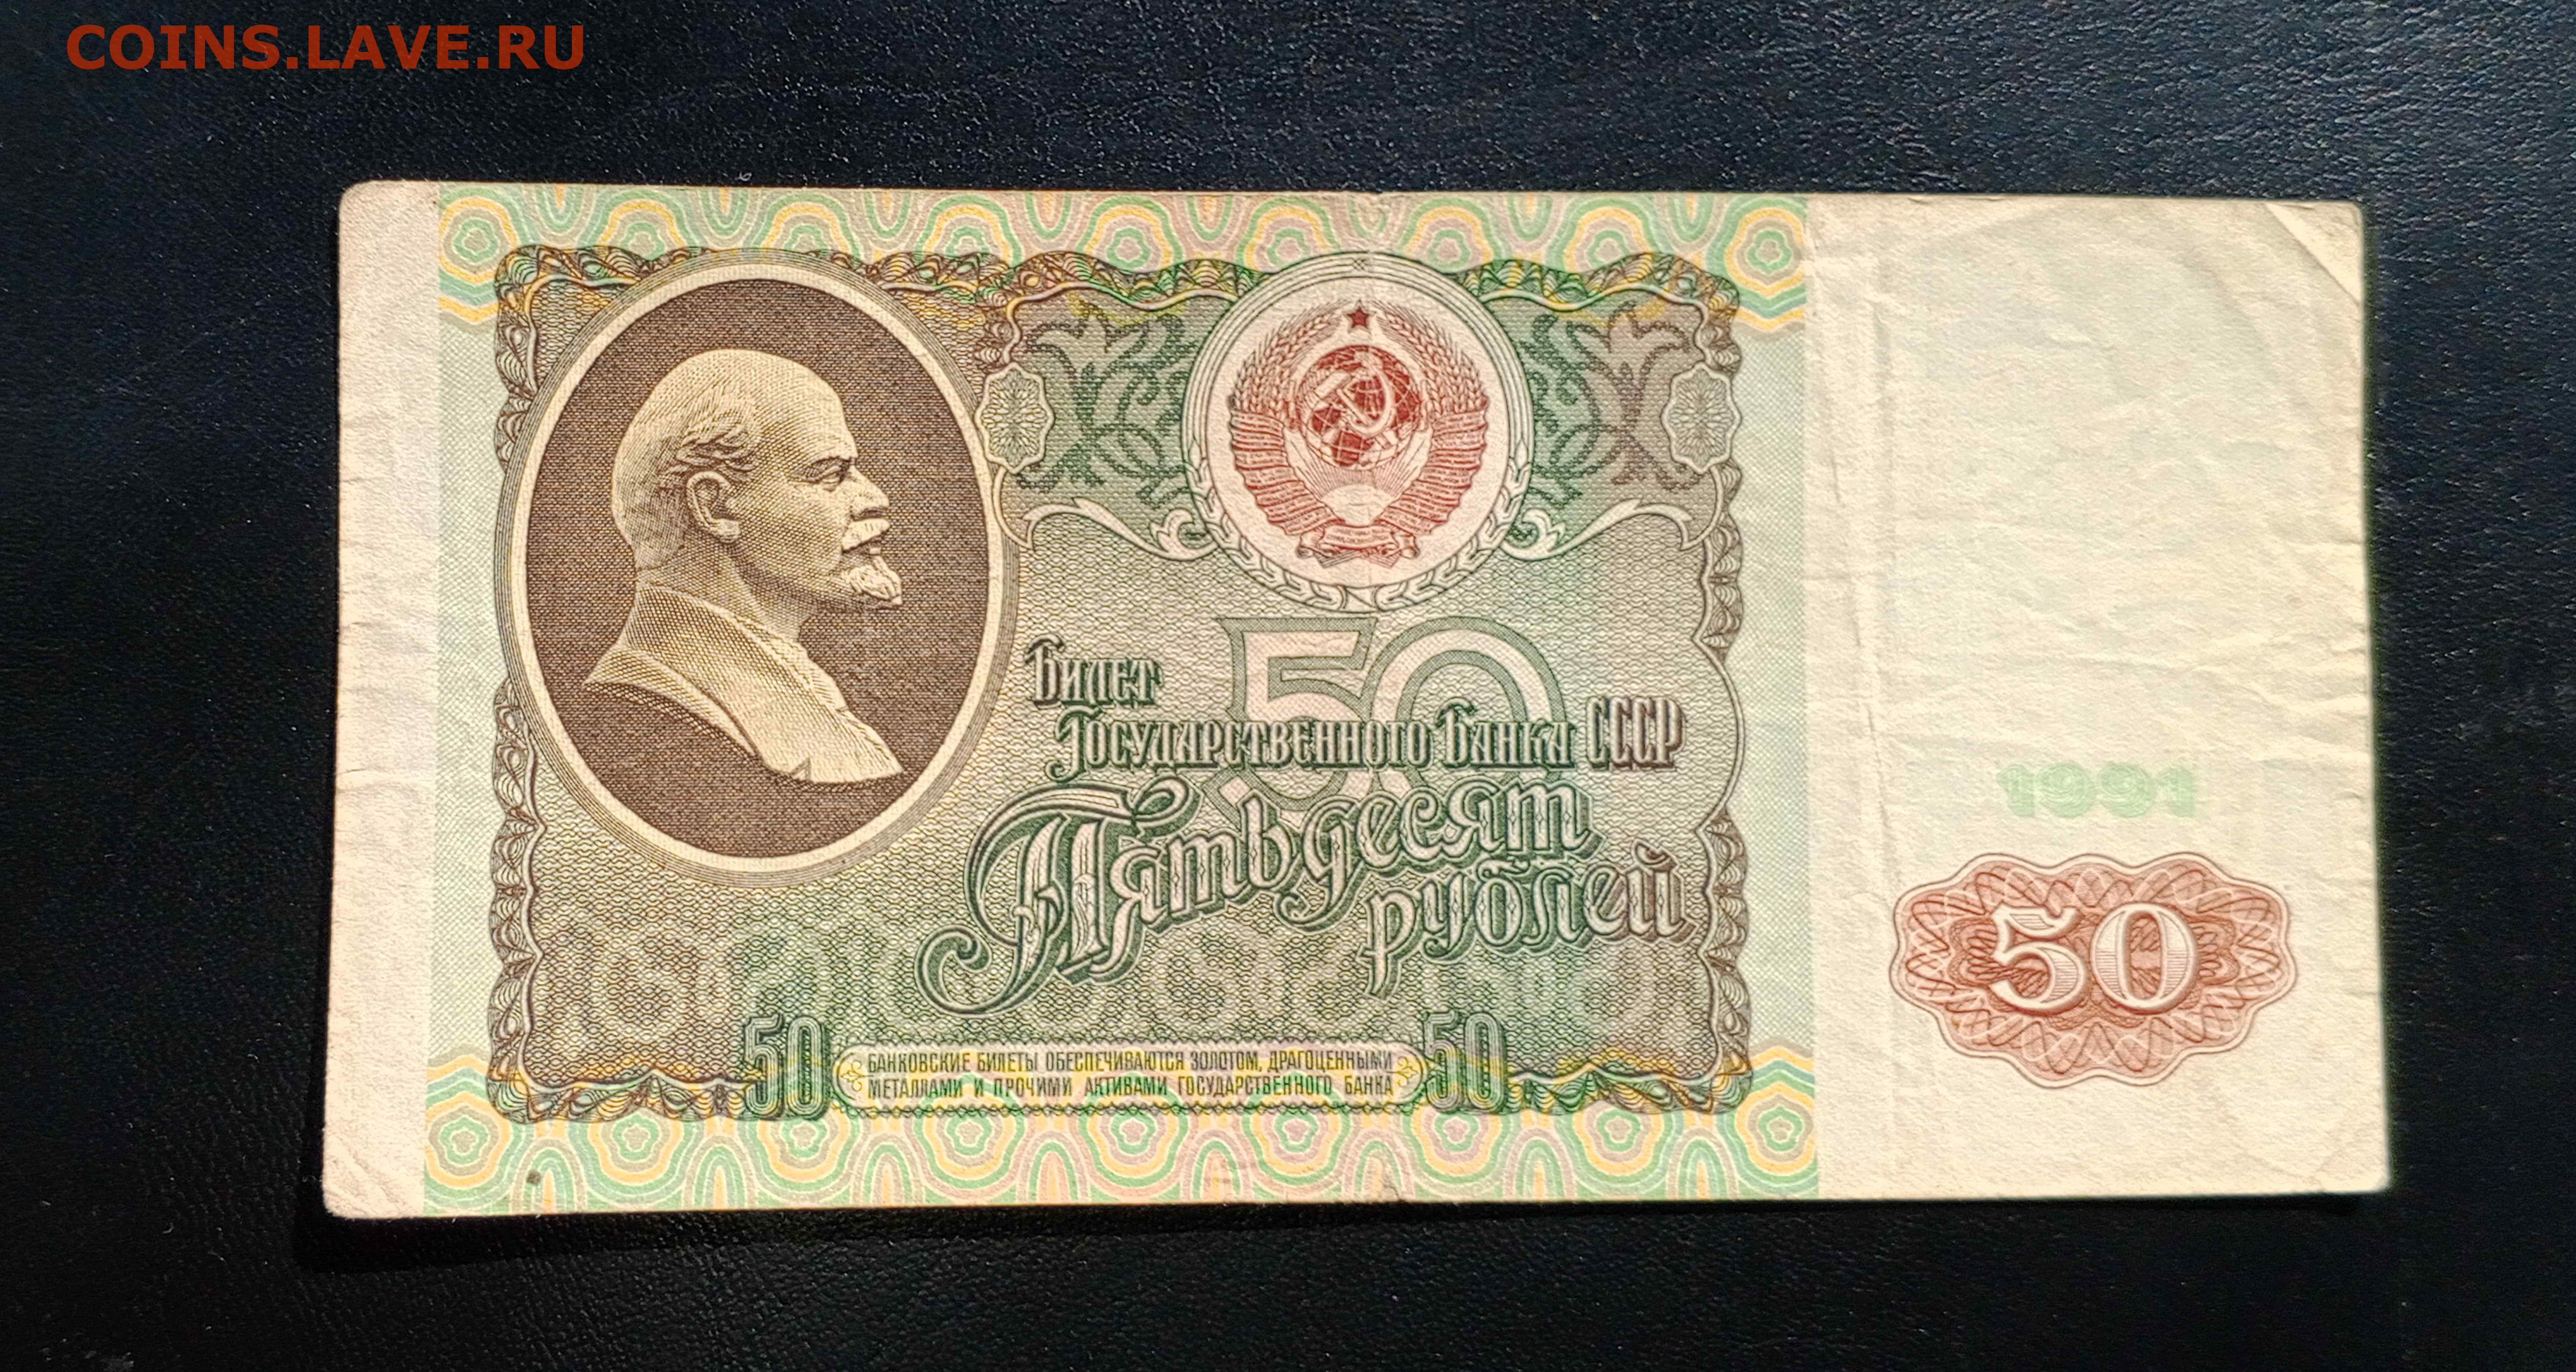 COINS.LAVE.RU
50
Билет
Государственного Банка СССР
Пятьдесят
рублей
1991
50
50
БАНКОВСКИЕ БИЛЕТЫ ОБЕСПЕЧИВАЮТСЯ ЗОЛОТОМ, ДРАГОЦЕННЫМИ
МЕТАЛЛАМИ И ПРОЧИМИ АКТИВАМИ ГОСУДАРСТВЕННОГО БАНКА
50